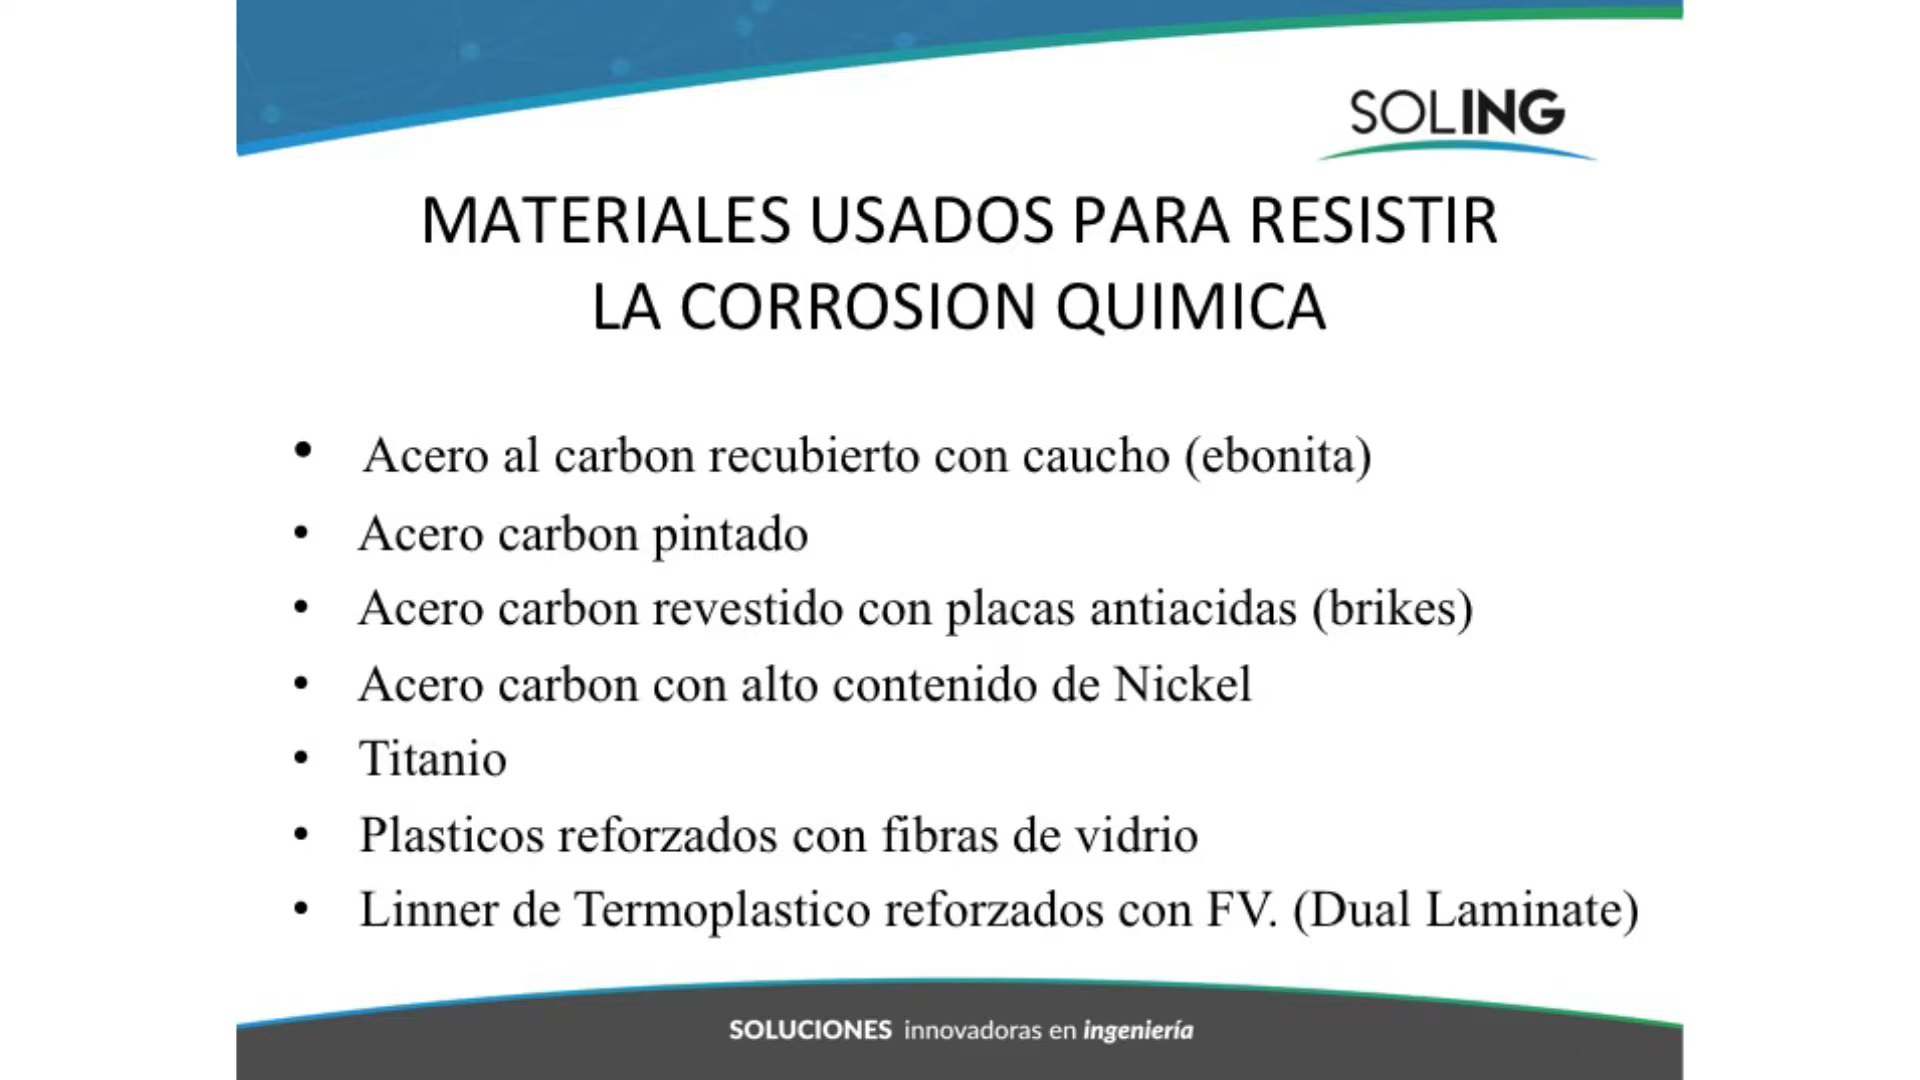 SOLING
MATERIALES USADOS PARA RESISTIR
LA CORROSION QUIMICA
• Acero al carbon recubierto con caucho (ebonita)
• Acero carbon pintado
• Acero carbon revestido con placas antiacidas (brikes)
• Acero carbon con alto contenido de Nickel
• Titanio
• Plasticos reforzados con fibras de vidrio
• Linner de Termoplastico reforzados con FV. (Dual Laminate)
SOLUCIONES innovadoras en ingeniería